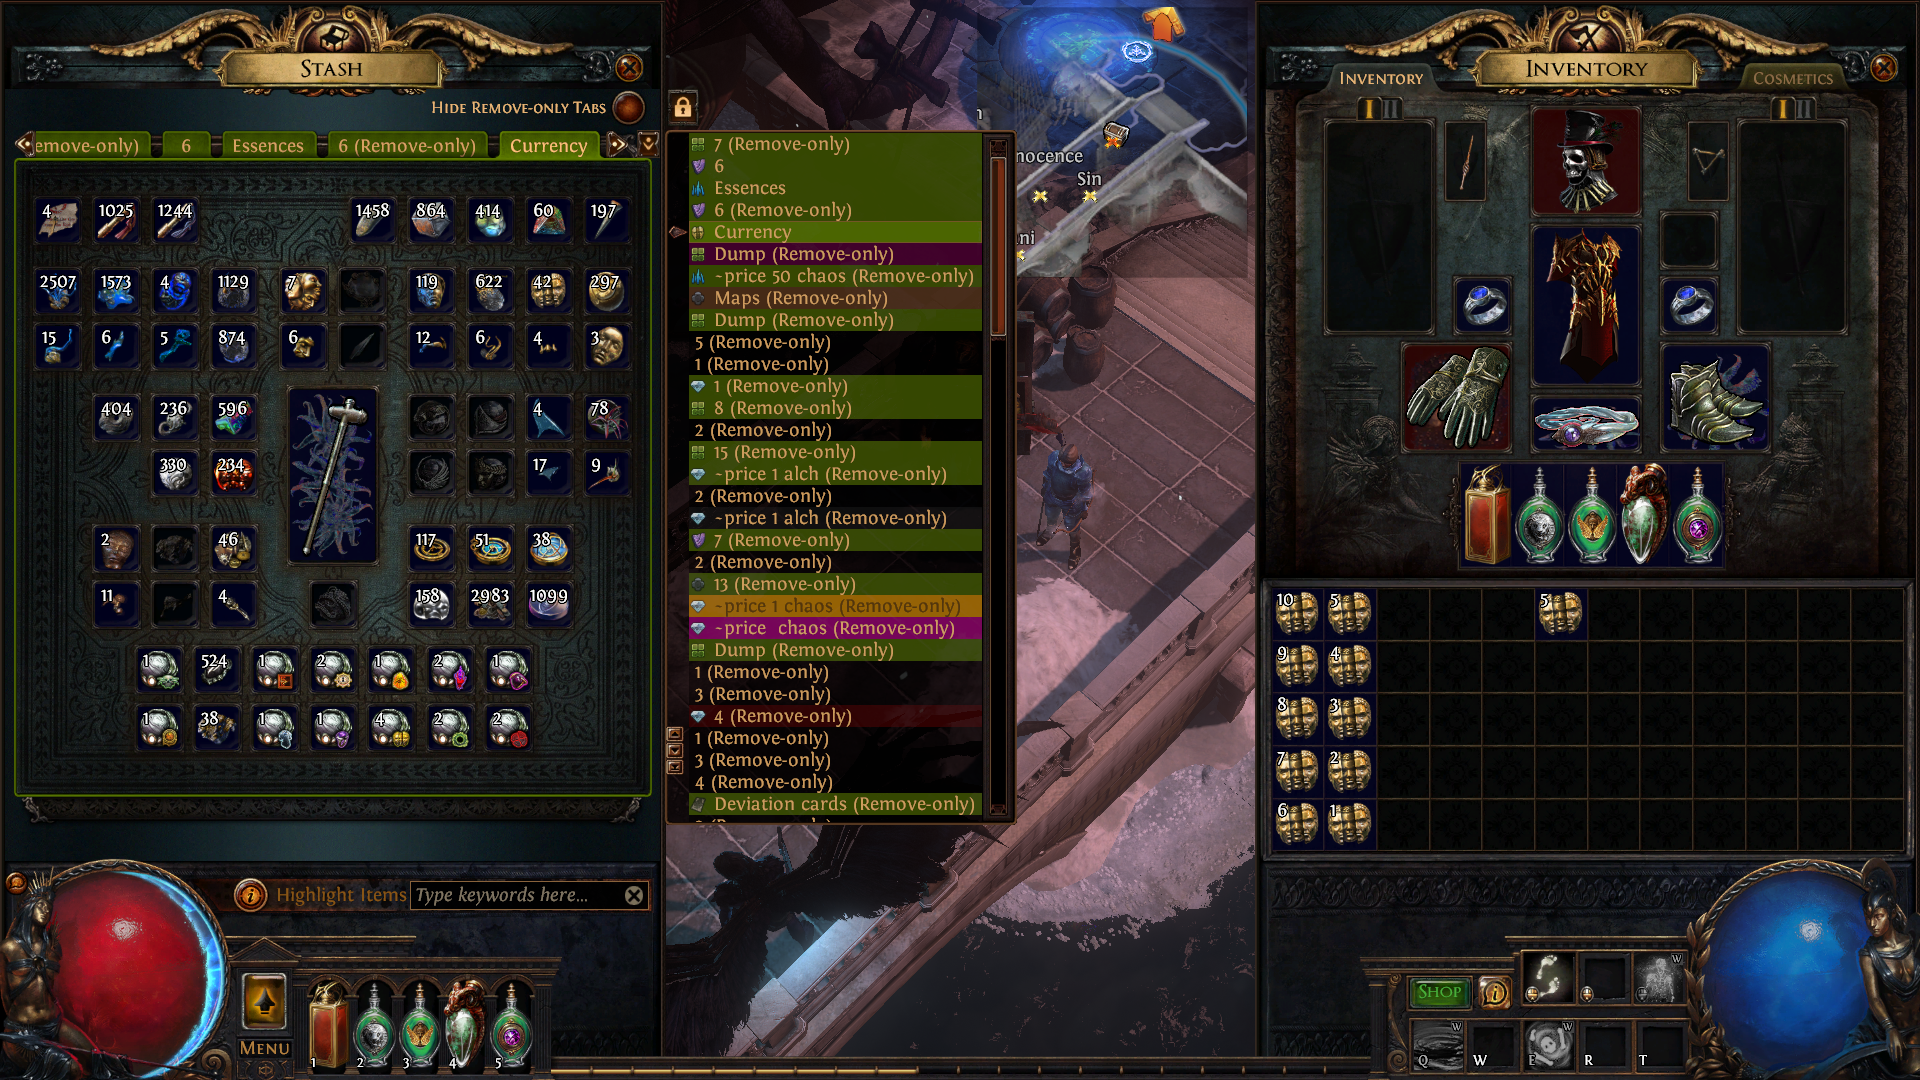 STASH
HIDE REMOVE-ONLY TABS
emove-only)
6
Essences
6 (Remove-only)
Currency
4
1025
1244
1458
864
414
60
197
2507
1573
4
1129
7
119
622
42
297
15
6
5
874
6
12
6
4
3
404
236
596
4
78
330
234
17
9
2
46
117
51
38
11
4
158
2983
1099
1
524
1
2
1
2
1
1
38
1
1
4
2
2
Highlight Items
Type keywords here...
MENU
1
2
3
4
5
7 (Remove-only)
6
Essences
6 (Remove-only)
Currency
Dump (Remove-only)
~price 50 chaos (Remove-only)
Maps (Remove-only)
Dump (Remove-only)
5 (Remove-only)
1 (Remove-only)
1 (Remove-only)
8 (Remove-only)
2 (Remove-only)
15 (Remove-only)
~price 1 alch (Remove-only)
2 (Remove-only)
~price 1 alch (Remove-only)
7 (Remove-only)
2 (Remove-only)
13 (Remove-only)
~price 1 chaos (Remove-only)
~price  chaos (Remove-only)
Dump (Remove-only)
1 (Remove-only)
3 (Remove-only)
4 (Remove-only)
1 (Remove-only)
3 (Remove-only)
4 (Remove-only)
Deviation cards (Remove-only)
nocence
Sin
ni
INVENTORY
INVENTORY
COSMETICS
I II
I II
10
5
5
9
4
8
3
7
2
6
1
SHOP
W
W
W
Q
W
E
R
T